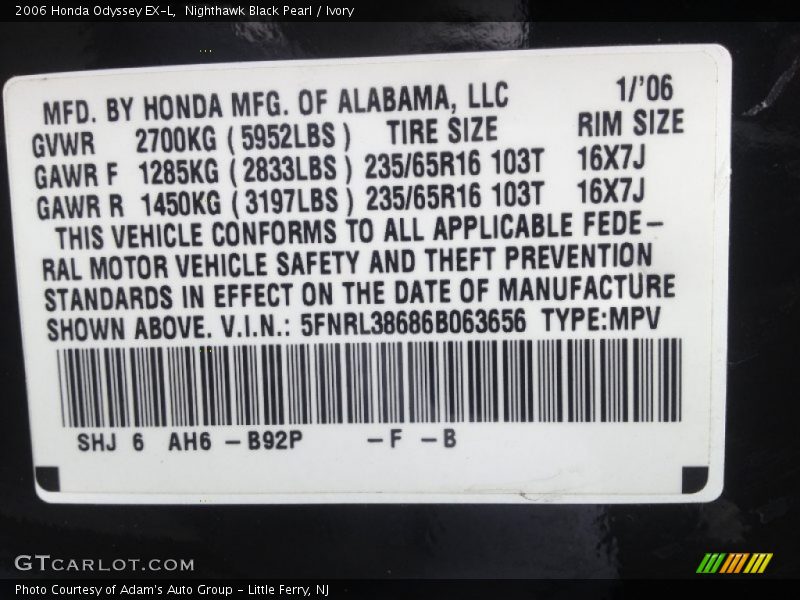 2006 Honda Odyssey EX-L,  Nighthawk Black Pearl / Ivory
MFD. BY HONDA MFG. OF ALABAMA, LLC 1/'06
GVWR 2700KG ( 5952LBS ) TIRE SIZE RIM SIZE
GAWR F 1285KG ( 2833LBS ) 235/65R16 103T 16X7J
GAWR R 1450KG ( 3197LBS ) 235/65R16 103T 16X7J
THIS VEHICLE CONFORMS TO ALL APPLICABLE FEDE-
RAL MOTOR VEHICLE SAFETY AND THEFT PREVENTION
STANDARDS IN EFFECT ON THE DATE OF MANUFACTURE
SHOWN ABOVE. V.I.N.: 5FNRL38686B063656 TYPE:MPV
SHJ 6 AH6 - B92P - F - B
GTCARLOT.COM
Photo Courtesy of Adam's Auto Group - Little Ferry, NJ